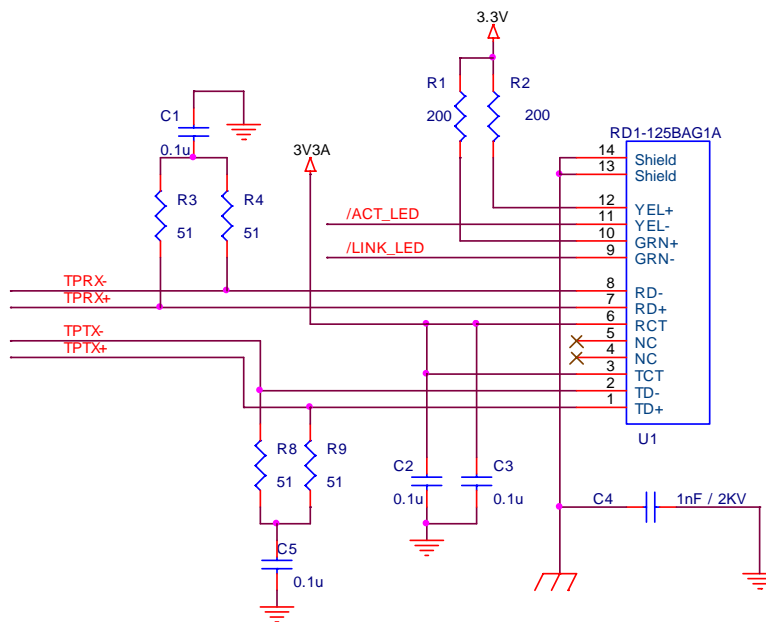 3.3V
R1
R2
200
200
C1
0.1u
3V3A
RD1-125BAG1A
14
Shield
13
Shield
R3
R4
51
51
12
YEL+
/ACT_LED
11
YEL-
10
GRN+
/LINK_LED
9
GRN-
TPRX-
8
RD-
TPRX+
7
RD+
6
RCT
TPTX-
5
NC
TPTX+
4
NC
3
TCT
2
TD-
1
TD+
U1
R8
R9
51
51
C2
C3
0.1u
0.1u
C4
1nF / 2KV
C5
0.1u